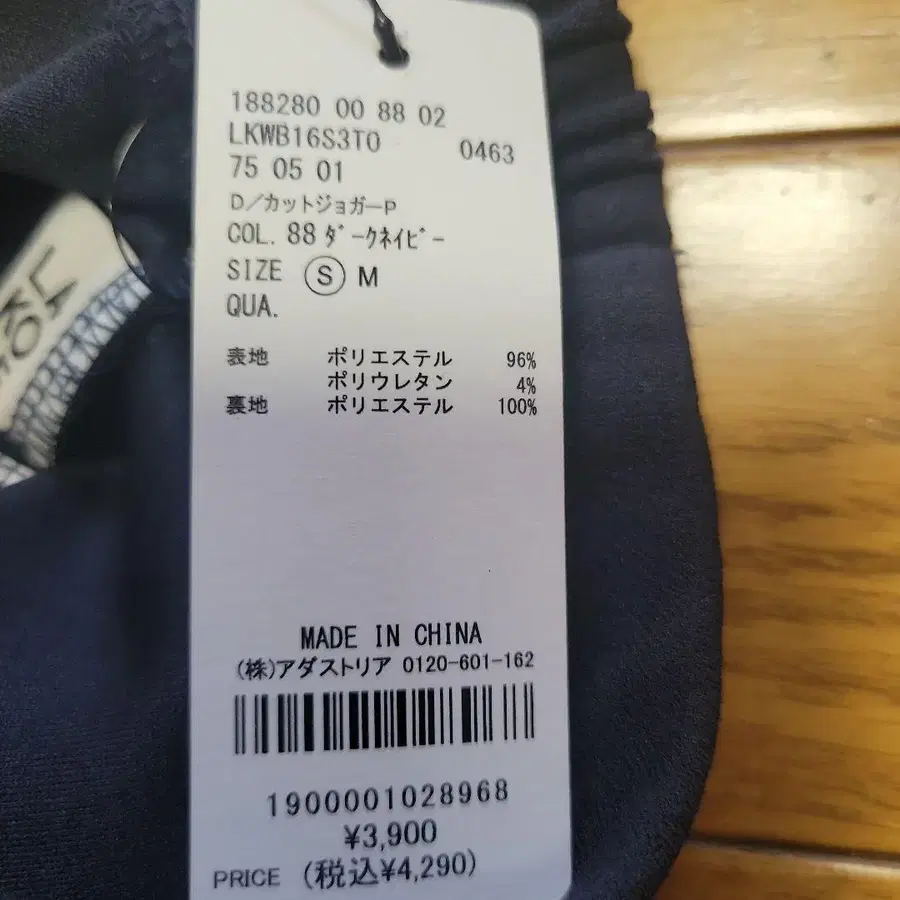 188280 00 88 02
LKWB16S3T0 0463
75 05 01
D／カットジョガーP
COL. 88 ﾀﾞｰｸﾈｲﾋﾞｰ
SIZE Ⓢ M
QUA.
表地 ポリエステル 96%
ポリウレタン 4%
裏地 ポリエステル 100%
MADE IN CHINA
(株)アダストリア 0120-601-162
1900001028968
¥3,900
PRICE (税込¥4,290)